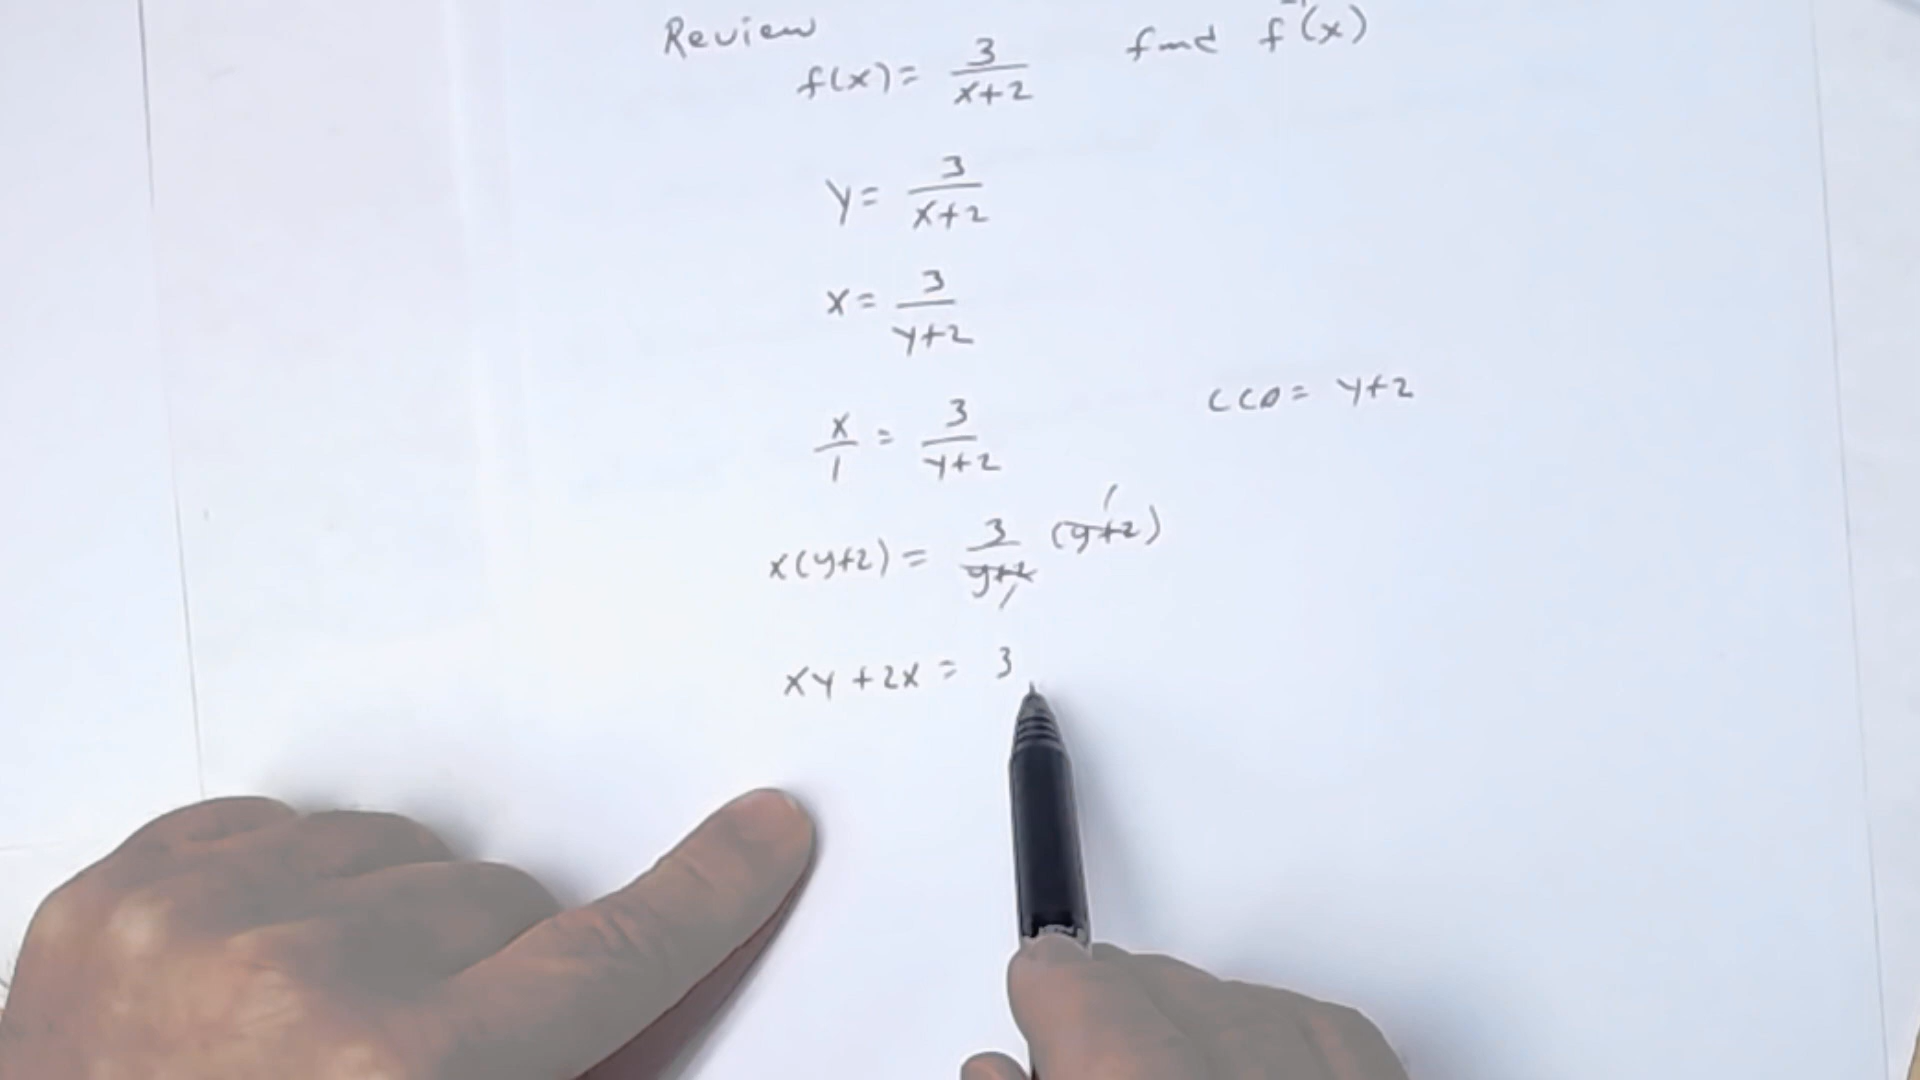 Review
f(x) = 3/(x+2) find f⁻¹(x)
y = 3/(x+2)
x = 3/(y+2)
x/1 = 3/(y+2) LCD = y+2
x(y+2) = 3/(y+2) (y+2)
xy + 2x = 3